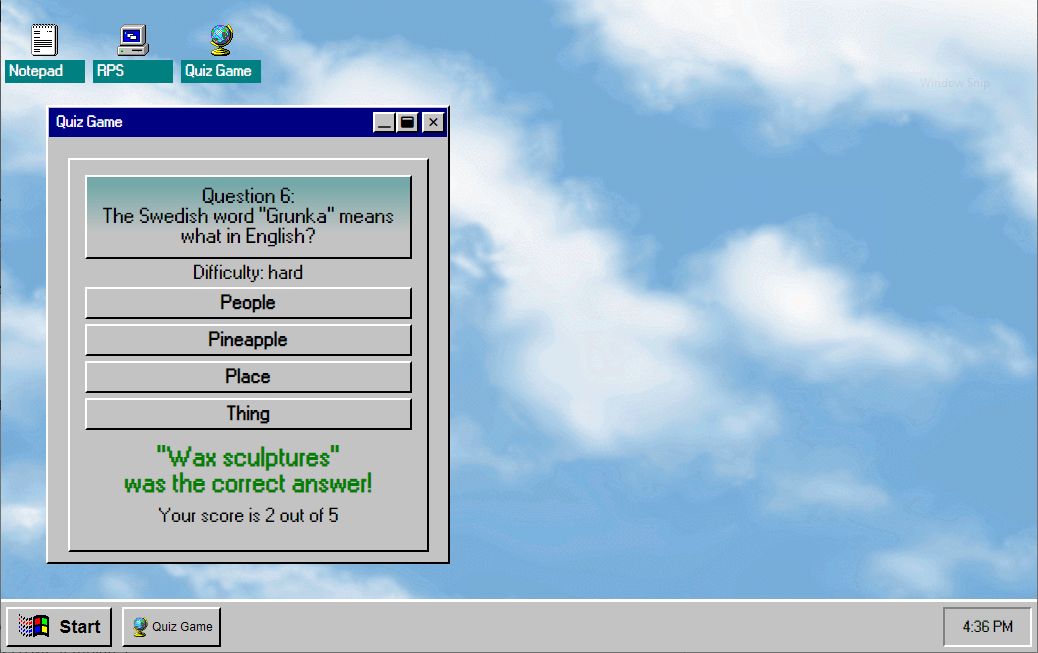 Notepad
RPS
Quiz Game
Window Snip
Quiz Game
Question 6:
The Swedish word "Grunka" means
what in English?
Difficulty: hard
People
Pineapple
Place
Thing
"Wax sculptures"
was the correct answer!
Your score is 2 out of 5
Start
Quiz Game
4:36 PM